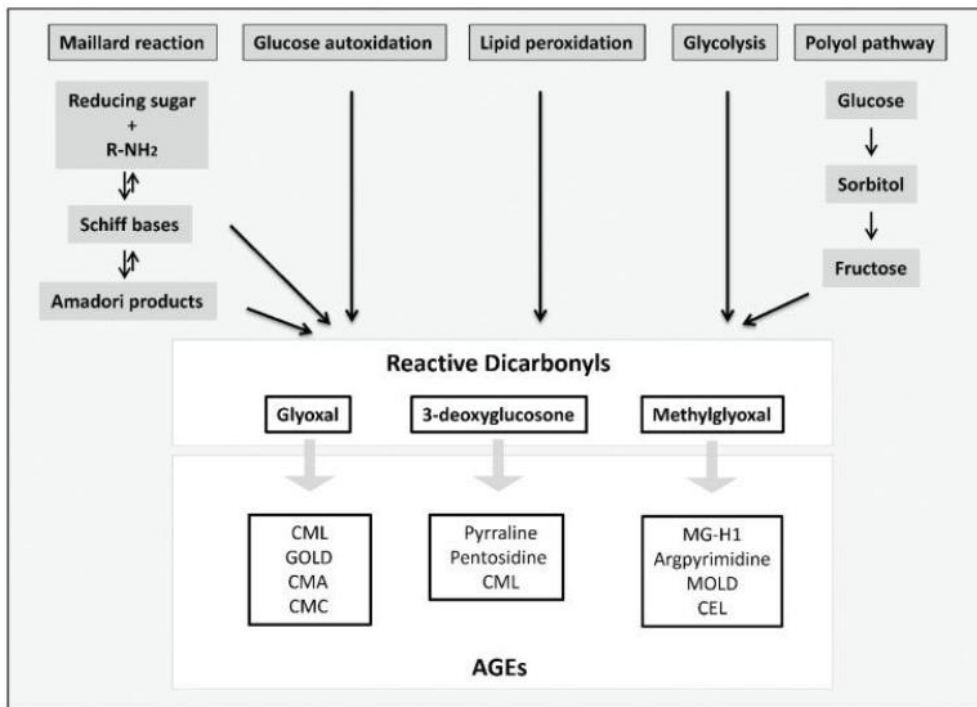 Maillard reaction
Glucose autoxidation
Lipid peroxidation
Glycolysis
Polyol pathway
Reducing sugar
+
R-NH₂
Schiff bases
Amadori products
Glucose
Sorbitol
Fructose
Reactive Dicarbonyls
Glyoxal
3-deoxyglucosone
Methylglyoxal
CML
GOLD
CMA
CMC
Pyrraline
Pentosidine
CML
MG-H1
Argpyrimidine
MOLD
CEL
AGEs